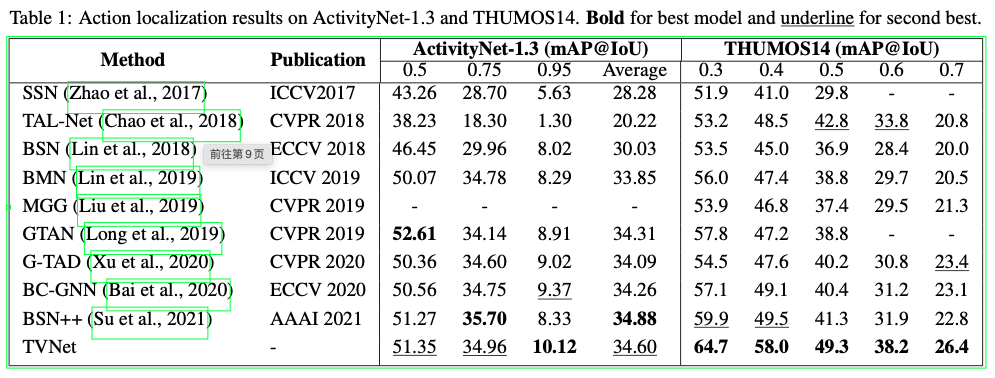 Table 1: Action localization results on ActivityNet-1.3 and THUMOS14. Bold for best model and underline for second best.
Method Publication ActivityNet-1.3 (mAP@IoU) THUMOS14 (mAP@IoU)
0.5 0.75 0.95 Average 0.3 0.4 0.5 0.6 0.7
SSN (Zhao et al., 2017) ICCV2017 43.26 28.70 5.63 28.28 51.9 41.0 29.8 - -
TAL-Net (Chao et al., 2018) CVPR 2018 38.23 18.30 1.30 20.22 53.2 48.5 42.8 33.8 20.8
BSN (Lin et al., 2018) ECCV 2018 46.45 29.96 8.02 30.03 53.5 45.0 36.9 28.4 20.0
前往第9页
BMN (Lin et al., 2019) ICCV 2019 50.07 34.78 8.29 33.85 56.0 47.4 38.8 29.7 20.5
MGG (Liu et al., 2019) CVPR 2019 - - - - 53.9 46.8 37.4 29.5 21.3
GTAN (Long et al., 2019) CVPR 2019 52.61 34.14 8.91 34.31 57.8 47.2 38.8 - -
G-TAD (Xu et al., 2020) CVPR 2020 50.36 34.60 9.02 34.09 54.5 47.6 40.2 30.8 23.4
BC-GNN (Bai et al., 2020) ECCV 2020 50.56 34.75 9.37 34.26 57.1 49.1 40.4 31.2 23.1
BSN++ (Su et al., 2021) AAAI 2021 51.27 35.70 8.33 34.88 59.9 49.5 41.3 31.9 22.8
TVNet - 51.35 34.96 10.12 34.60 64.7 58.0 49.3 38.2 26.4